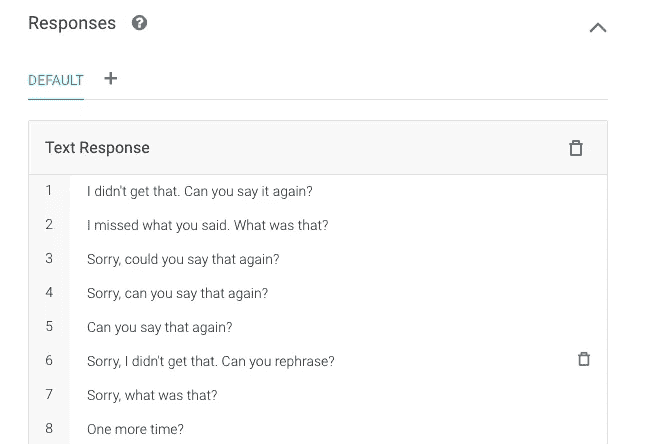 Responses ?
DEFAULT +
Text Response
1 I didn't get that. Can you say it again?
2 I missed what you said. What was that?
3 Sorry, could you say that again?
4 Sorry, can you say that again?
5 Can you say that again?
6 Sorry, I didn't get that. Can you rephrase?
7 Sorry, what was that?
8 One more time?